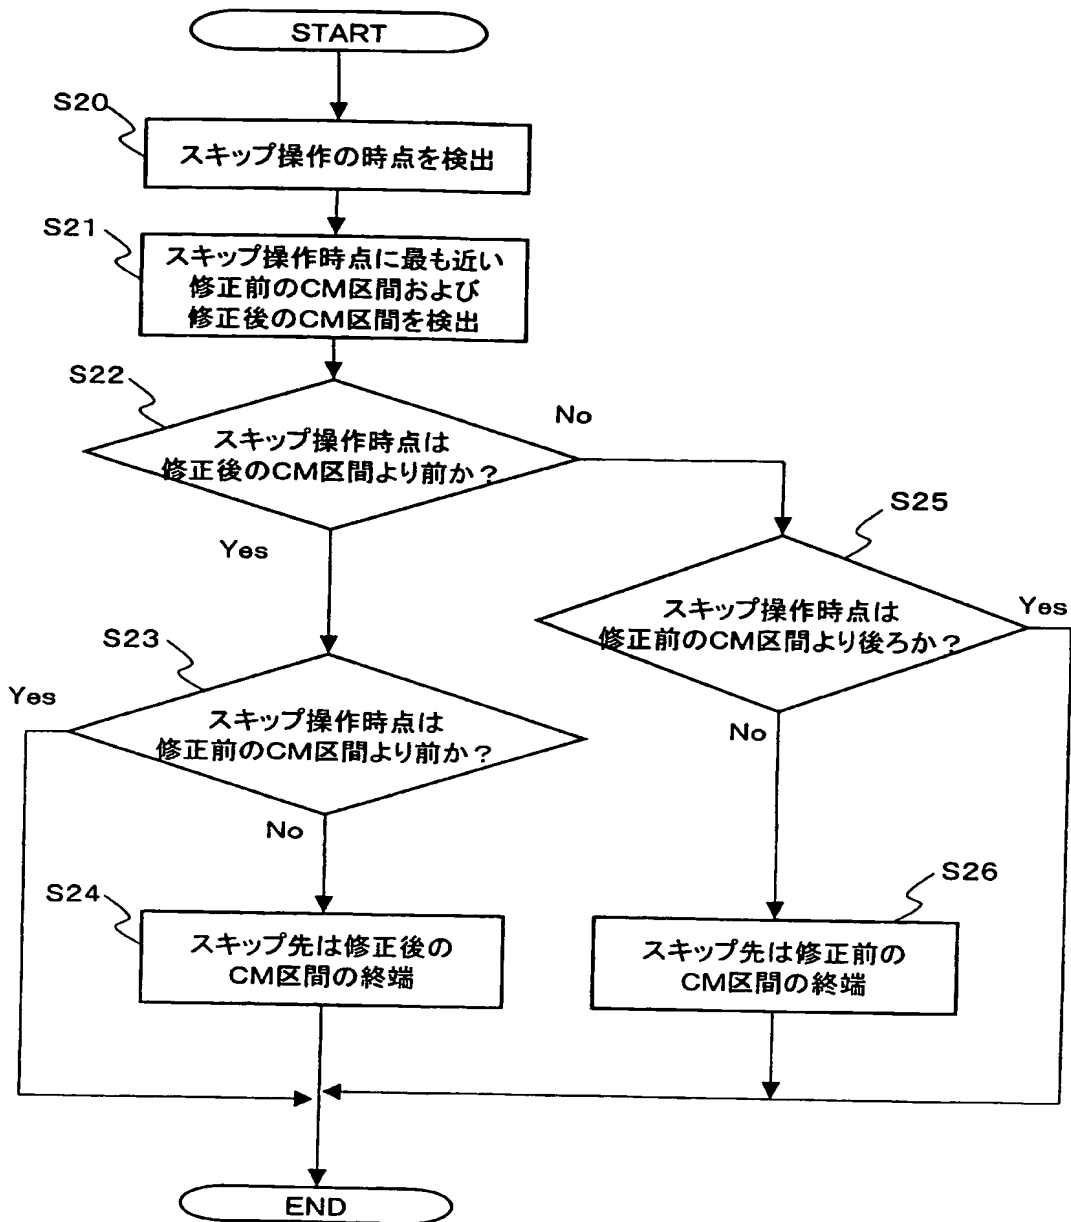 START
S20
スキップ操作の時点を検出
S21
スキップ操作時点に最も近い
修正前のCM区間および
修正後のCM区間を検出
S22
スキップ操作時点は
修正後のCM区間より前か？
No
Yes
S25
スキップ操作時点は
修正前のCM区間より後ろか？
Yes
No
S23
スキップ操作時点は
修正前のCM区間より前か？
Yes
No
S24
スキップ先は修正後の
CM区間の終端
S26
スキップ先は修正前の
CM区間の終端
END